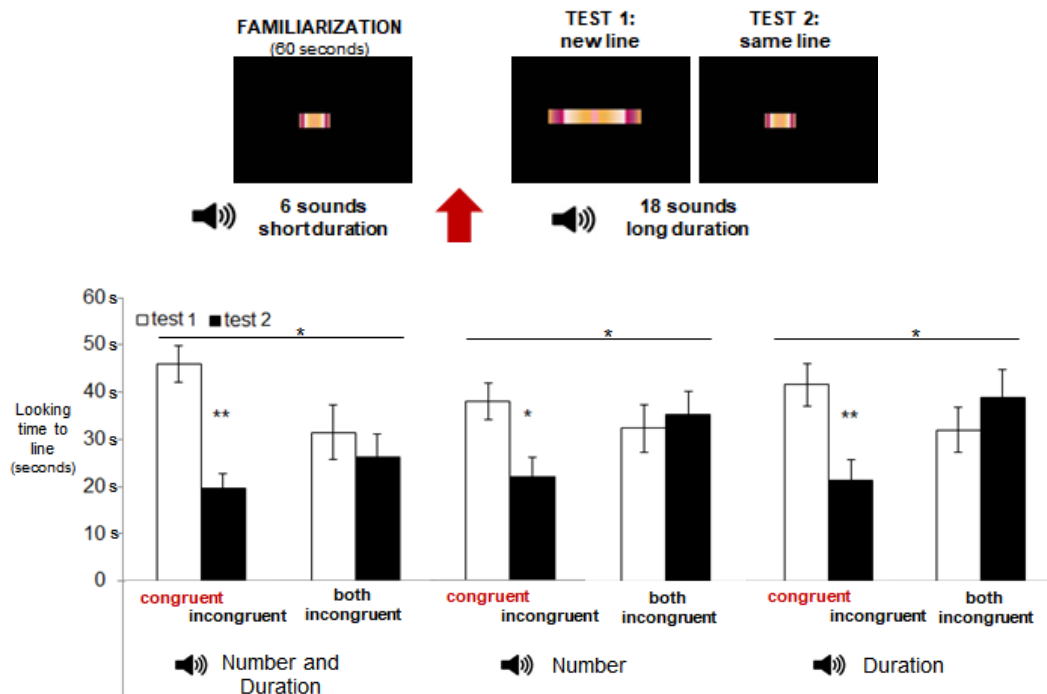 FAMILIARIZATION
(60 seconds)
TEST 1:
new line
TEST 2:
same line
6 sounds
short duration
18 sounds
long duration
60 s
50 s
40 s
30 s
20 s
10 s
0
Looking
time to
line
(seconds)
test 1 test 2
*
*
*
**
*
**
congruent
incongruent
both
incongruent
congruent
incongruent
both
incongruent
congruent
incongruent
both
incongruent
Number and
Duration
Number
Duration